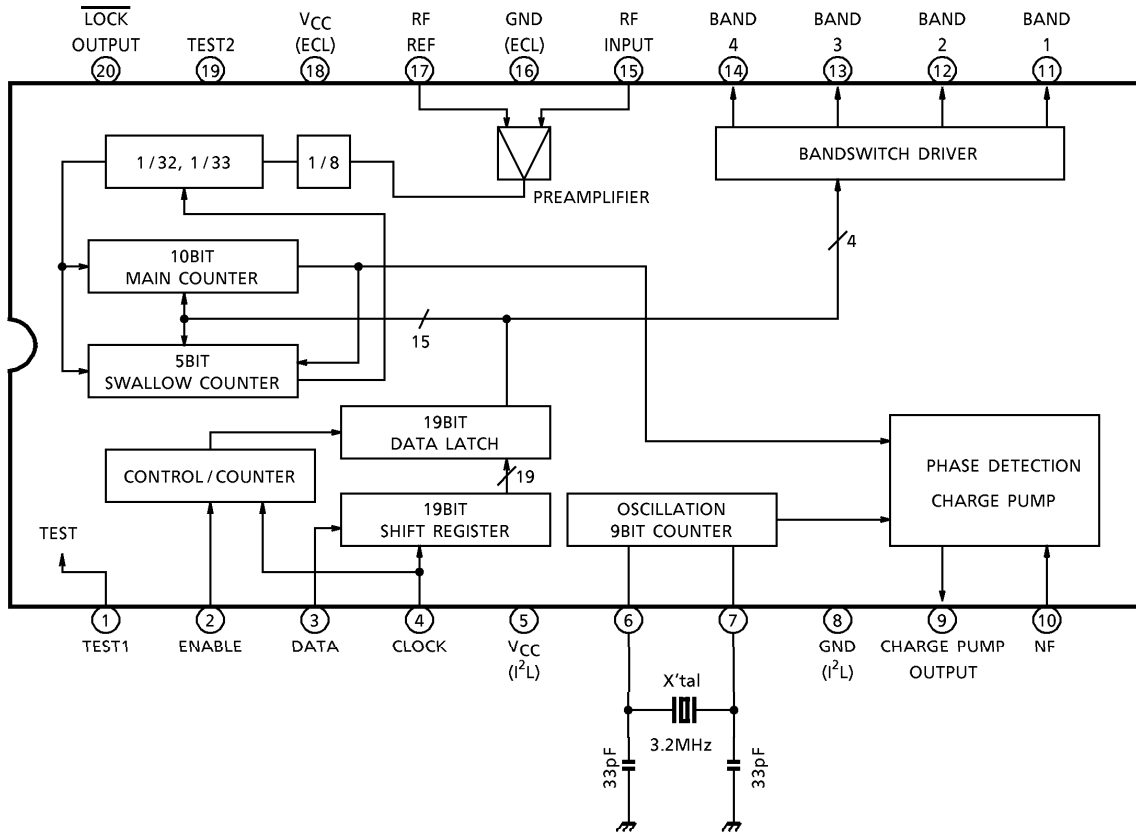 LOCK OUTPUT
20
TEST2
19
VCC (ECL)
18
RF REF
17
GND (ECL)
16
RF INPUT
15
BAND 4
14
BAND 3
13
BAND 2
12
BAND 1
11
1/32, 1/33
1/8
PREAMPLIFIER
BANDSWITCH DRIVER
4
10BIT
MAIN COUNTER
15
5BIT
SWALLOW COUNTER
19BIT
DATA LATCH
CONTROL/COUNTER
19
19BIT
SHIFT REGISTER
OSCILLATION
9BIT COUNTER
PHASE DETECTION
CHARGE PUMP
TEST
1
TEST1
2
ENABLE
3
DATA
4
CLOCK
5
VCC
(I²L)
6
7
8
GND
(I²L)
9
CHARGE PUMP
OUTPUT
10
NF
X'tal
3.2MHz
33pF
33pF